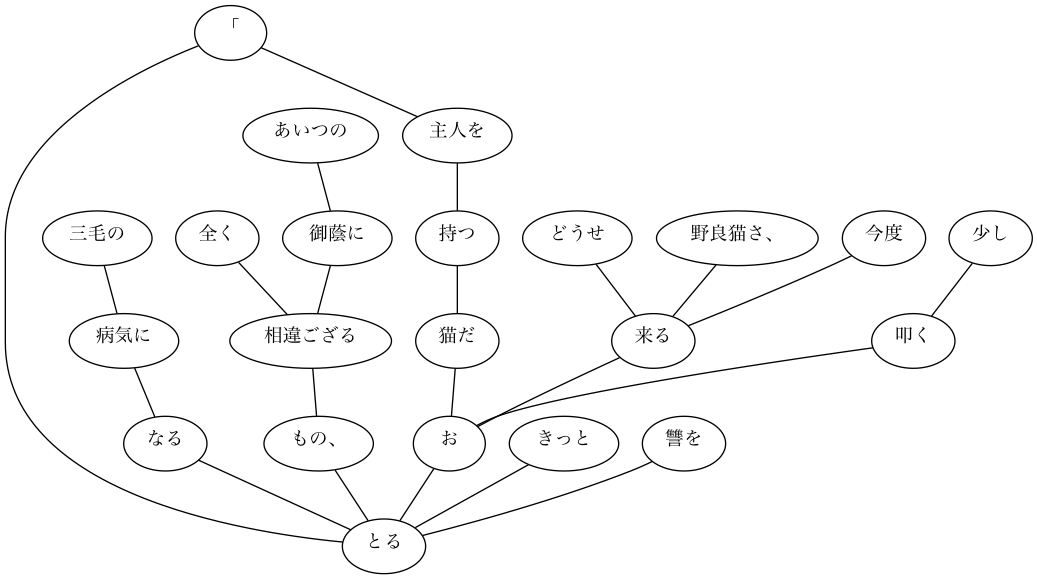 「
あいつの 主人を
三毛の 全く 御蔭に 持つ どうせ 野良猫さ、 今度 少し
病気に 相違ござる 猫だ 来る 叩く
なる もの、 お きっと 讐を
とる